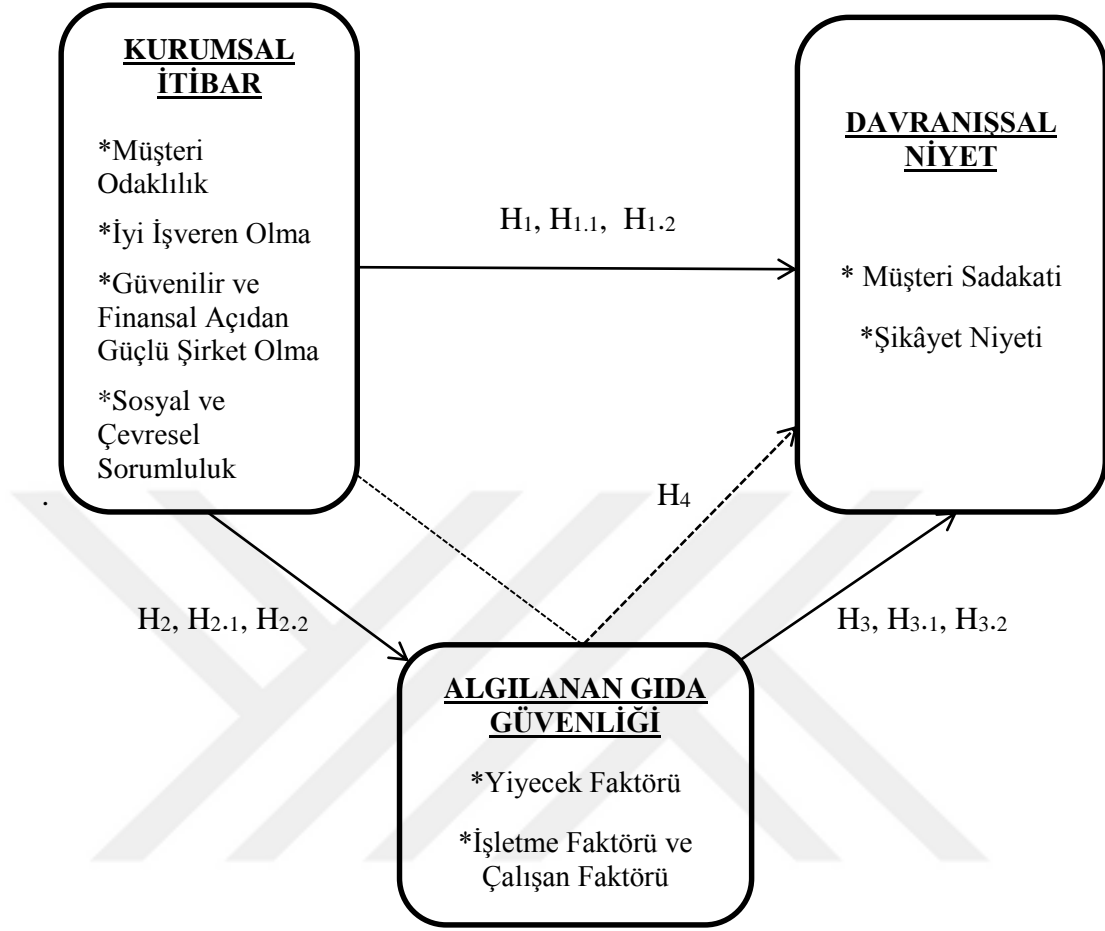 KURUMSAL
İTİBAR
*Müşteri
Odaklılık
*İyi İşveren Olma
*Güvenilir ve
Finansal Açıdan
Güçlü Şirket Olma
*Sosyal ve
Çevresel
Sorumluluk
.
H1, H1.1, H1.2
DAVRANIŞSAL
NİYET
* Müşteri Sadakati
*Şikâyet Niyeti
H4
H2, H2.1, H2.2
H3, H3.1, H3.2
ALGILANAN GIDA
GÜVENLİĞİ
*Yiyecek Faktörü
*İşletme Faktörü ve
Çalışan Faktörü